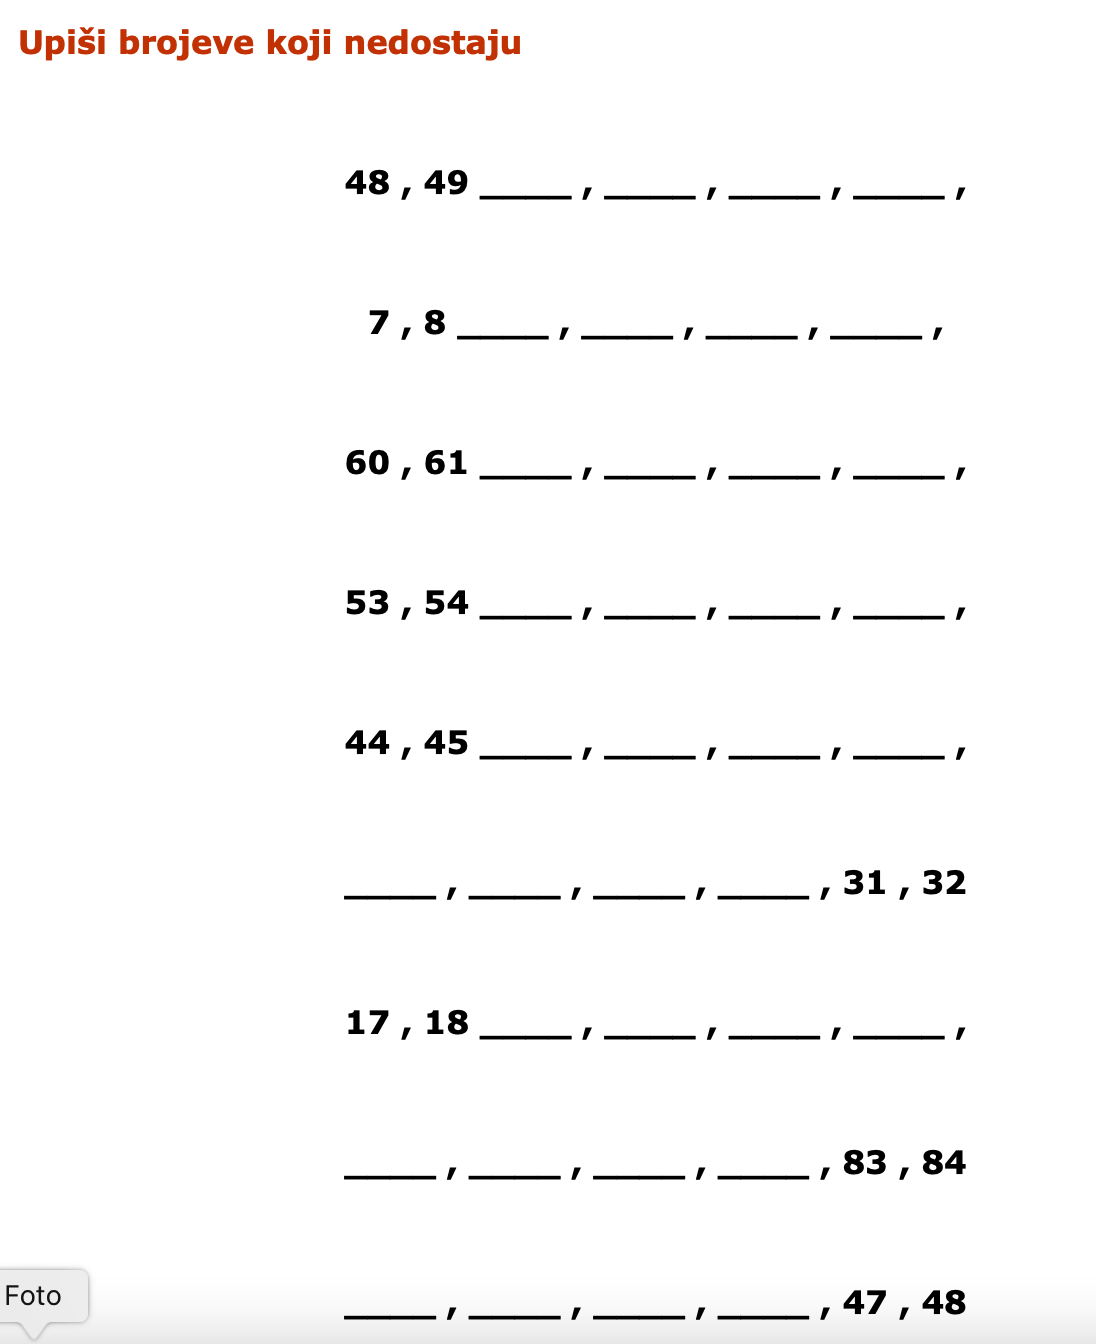 Upiši brojeve koji nedostaju
48 , 49 ____ , ____ , ____ , ____ ,
7 , 8 ____ , ____ , ____ , ____ ,
60 , 61 ____ , ____ , ____ , ____ ,
53 , 54 ____ , ____ , ____ , ____ ,
44 , 45 ____ , ____ , ____ , ____ ,
____ , ____ , ____ , ____ , 31 , 32
17 , 18 ____ , ____ , ____ , ____ ,
____ , ____ , ____ , ____ , 83 , 84
Foto
____ , ____ , ____ , ____ , 47 , 48